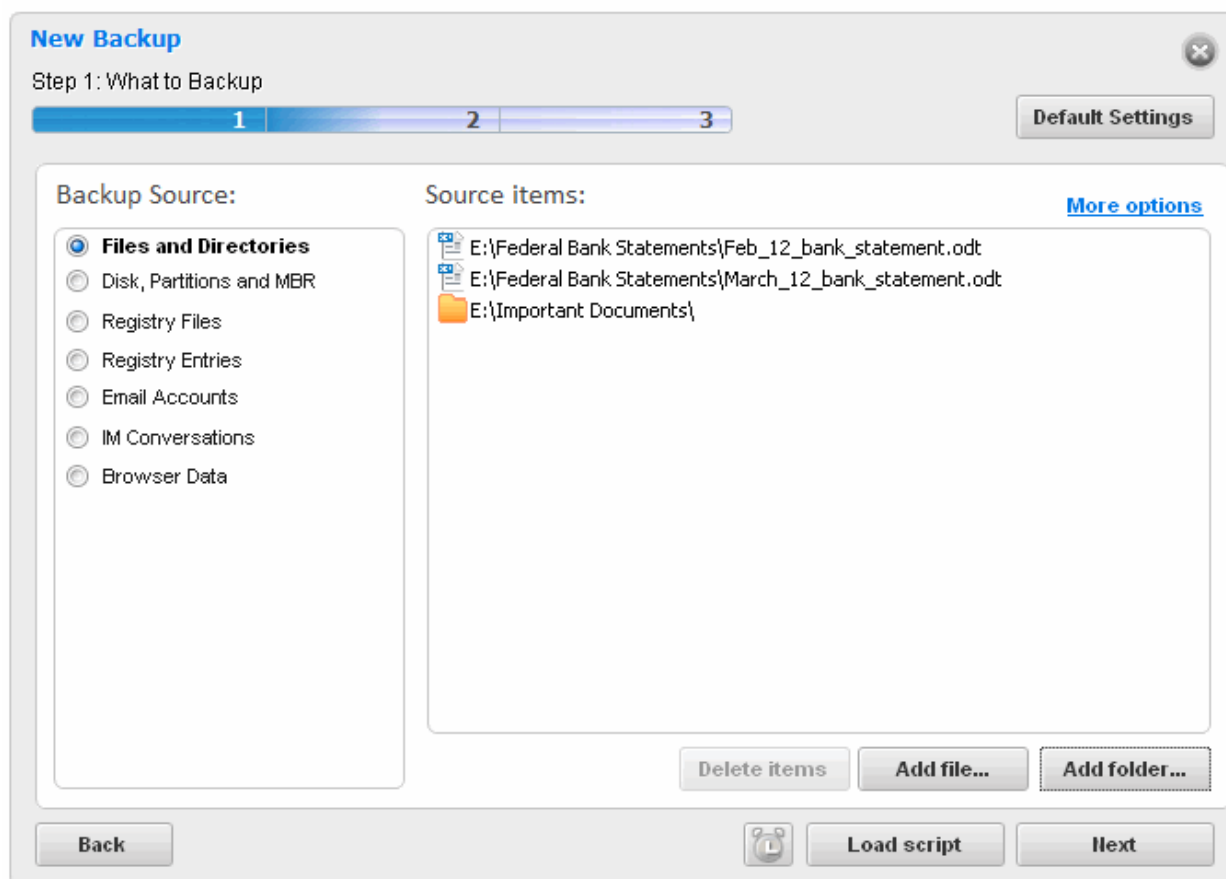 New Backup
Step 1: What to Backup
1 2 3
Default Settings
Backup Source:
Files and Directories
Disk, Partitions and MBR
Registry Files
Registry Entries
Email Accounts
IM Conversations
Browser Data
Source items:
More options
E:\Federal Bank Statements\Feb_12_bank_statement.odt
E:\Federal Bank Statements\March_12_bank_statement.odt
E:\Important Documents\
Delete items
Add file...
Add folder...
Back
Load script
Next